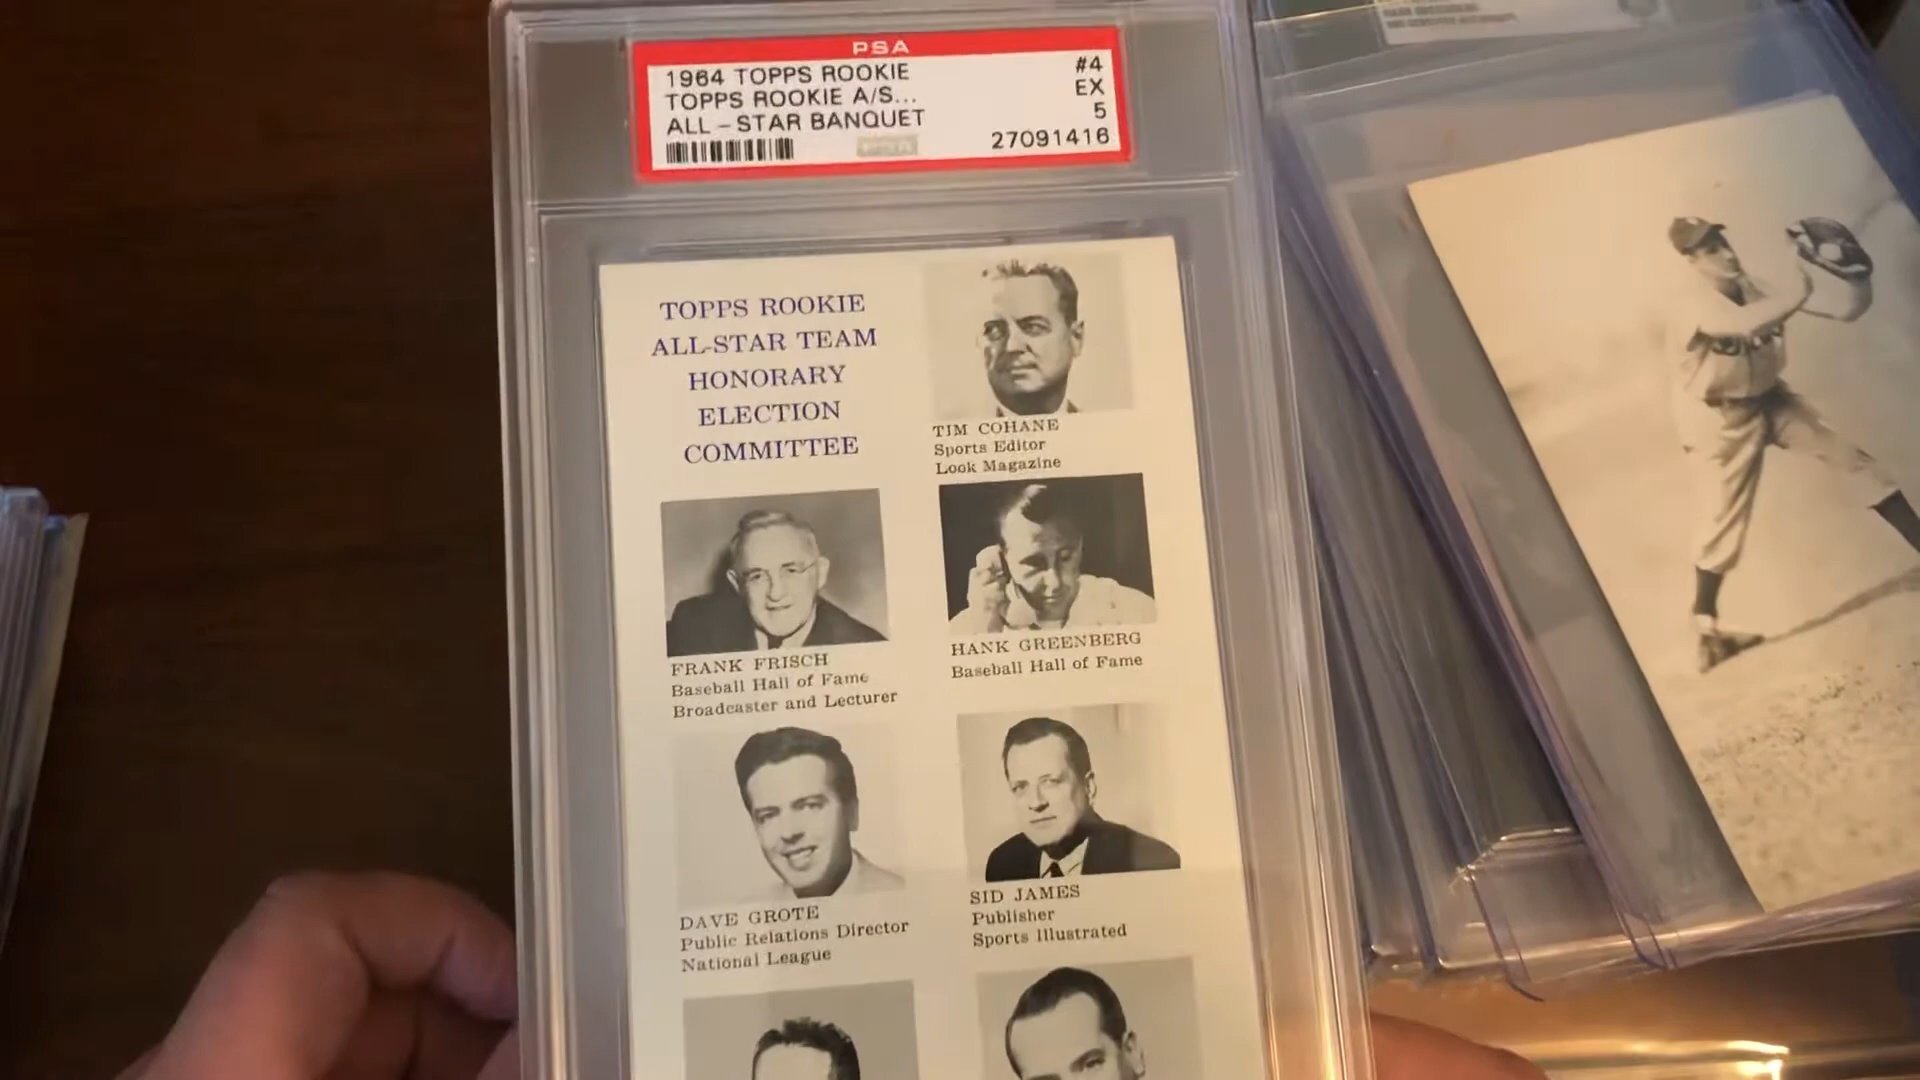 PSA
1964 TOPPS ROOKIE #4
TOPPS ROOKIE A/S... EX
ALL - STAR BANQUET 5
PSA 27091416
TOPPS ROOKIE
ALL-STAR TEAM
HONORARY
ELECTION
COMMITTEE
TIM COHANE
Sports Editor
Look Magazine
FRANK FRISCH
Baseball Hall of Fame
Broadcaster and Lecturer
HANK GREENBERG
Baseball Hall of Fame
DAVE GROTE
Public Relations Director
National League
SID JAMES
Publisher
Sports Illustrated